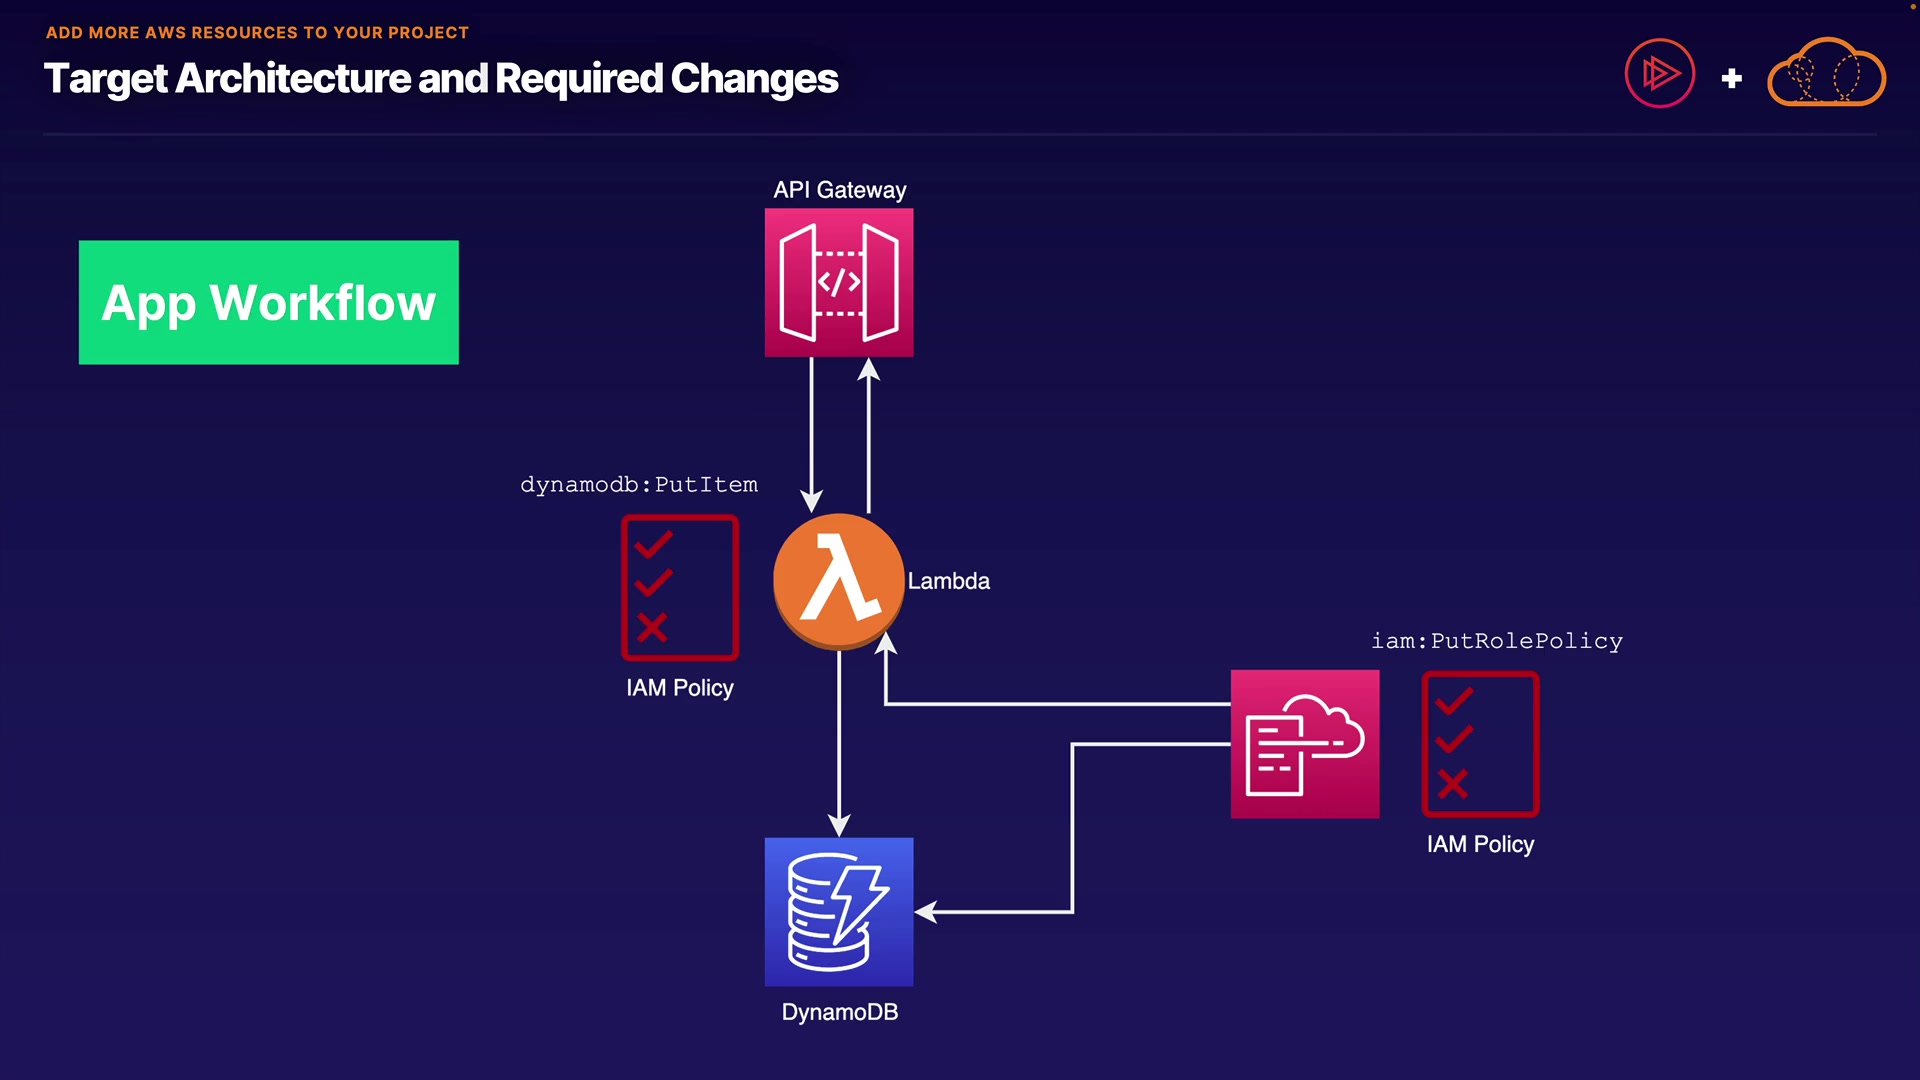 ADD MORE AWS RESOURCES TO YOUR PROJECT
Target Architecture and Required Changes
API Gateway
App Workflow
dynamodb:PutItem
Lambda
IAM Policy
iam:PutRolePolicy
IAM Policy
DynamoDB